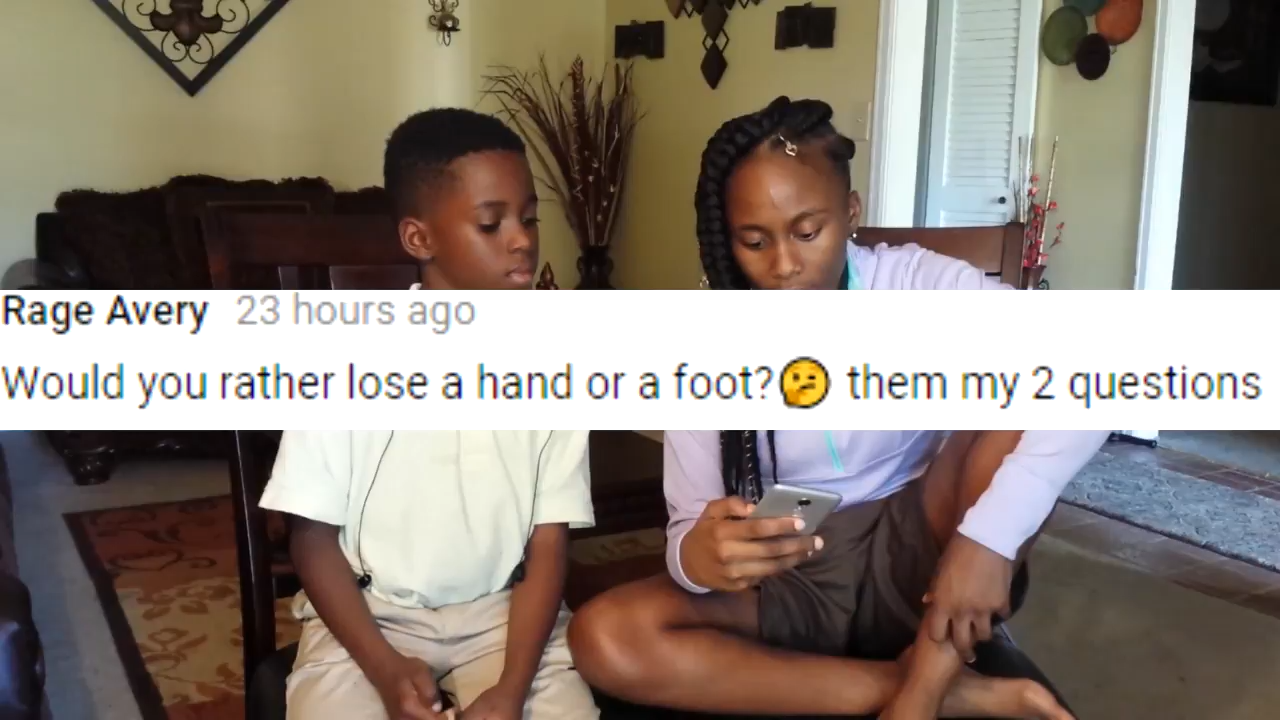 Rage Avery 23 hours ago
Would you rather lose a hand or a foot?🤔 them my 2 questions